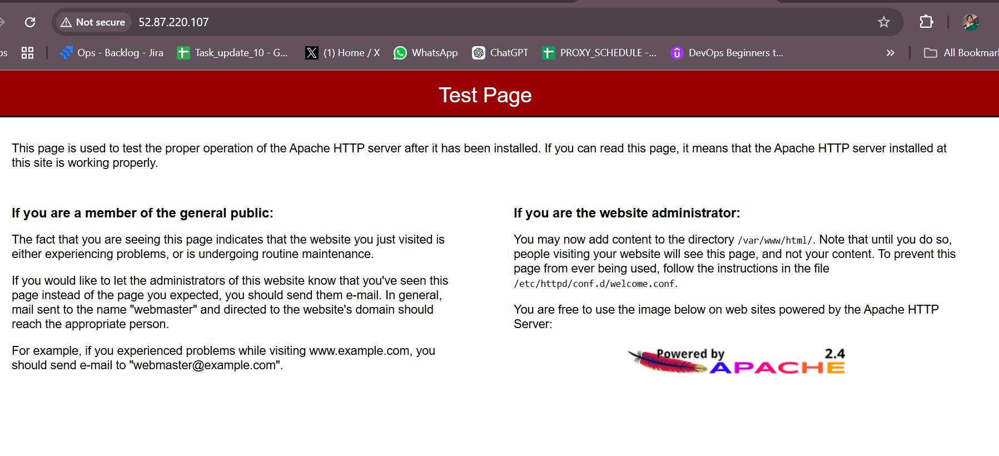 Not secure 52.87.220.107
Ops - Backlog - Jira Task_update_10 - G... (1) Home / X WhatsApp ChatGPT PROXY_SCHEDULE -... DevOps Beginners t... » All Bookmar
Test Page
This page is used to test the proper operation of the Apache HTTP server after it has been installed. If you can read this page, it means that the Apache HTTP server installed at
this site is working properly.
If you are a member of the general public:
The fact that you are seeing this page indicates that the website you just visited is
either experiencing problems, or is undergoing routine maintenance.
If you would like to let the administrators of this website know that you've seen this
page instead of the page you expected, you should send them e-mail. In general,
mail sent to the name "webmaster" and directed to the website's domain should
reach the appropriate person.
For example, if you experienced problems while visiting www.example.com, you
should send e-mail to "webmaster@example.com".
If you are the website administrator:
You may now add content to the directory /var/www/html/. Note that until you do so,
people visiting your website will see this page, and not your content. To prevent this
page from ever being used, follow the instructions in the file
/etc/httpd/conf.d/welcome.conf.
You are free to use the image below on web sites powered by the Apache HTTP
Server:
Powered by 2.4
APACHE